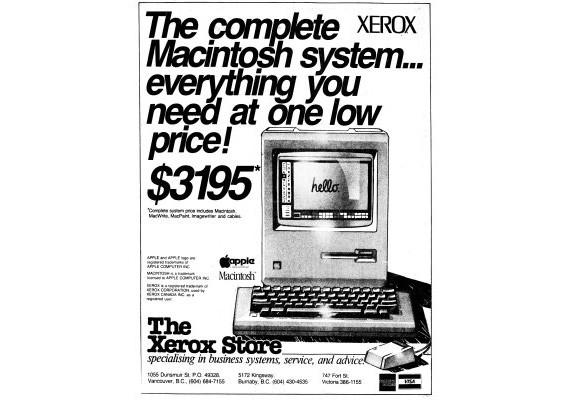 The complete
Macintosh system...
everything you
need at one low
price!
XEROX
$3195*
*Complete system price includes Macintosh,
MacWrite, MacPaint, Imagewriter and cables.
hello.
APPLE and APPLE logo are
registered trademarks of
APPLE COMPUTER INC.
MACINTOSH is a trademark
licensed to APPLE COMPUTER INC.
XEROX is a registered trademark of
XEROX CORPORATION, used by
XEROX CANADA INC. as a
registered user.
apple
Macintosh
The
Xerox Store
specialising in business systems, service, and advice.
1055 Dunsmuir St. P.O. 49328,
Vancouver, B.C., (604) 684-7155
5172 Kingsway,
Burnaby, B.C. (604) 430-4535
747 Fort St.
Victoria 386-1155
VISA